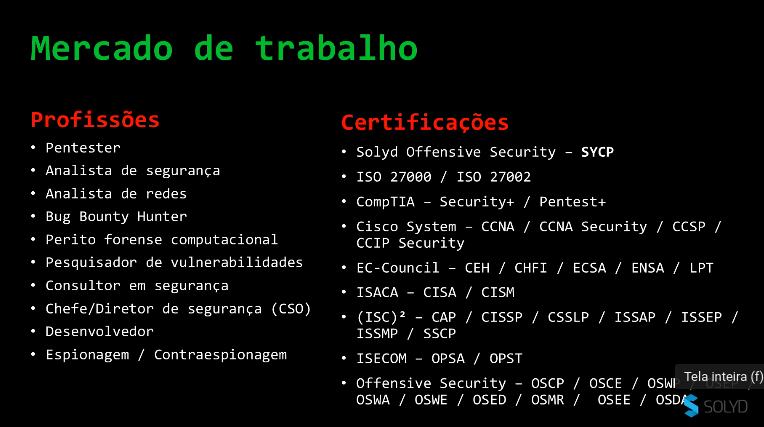 Mercado de trabalho
Profissões
• Pentester
• Analista de segurança
• Analista de redes
• Bug Bounty Hunter
• Perito forense computacional
• Pesquisador de vulnerabilidades
• Consultor em segurança
• Chefe/Diretor de segurança (CSO)
• Desenvolvedor
• Espionagem / Contraespionagem
Certificações
• Solyd Offensive Security – SYCP
• ISO 27000 / ISO 27002
• CompTIA – Security+ / Pentest+
• Cisco System – CCNA / CCNA Security / CCSP /
CCIP Security
• EC-Council – CEH / CHFI / ECSA / ENSA / LPT
• ISACA – CISA / CISM
• (ISC)² – CAP / CISSP / CSSLP / ISSAP / ISSEP /
ISSMP / SSCP
• ISECOM – OPSA / OPST
• Offensive Security – OSCP / OSCE / OSWP / OSEP /
OSWA / OSWE / OSED / OSMR / OSEE / OSDA
Tela inteira (f)
SOLYD